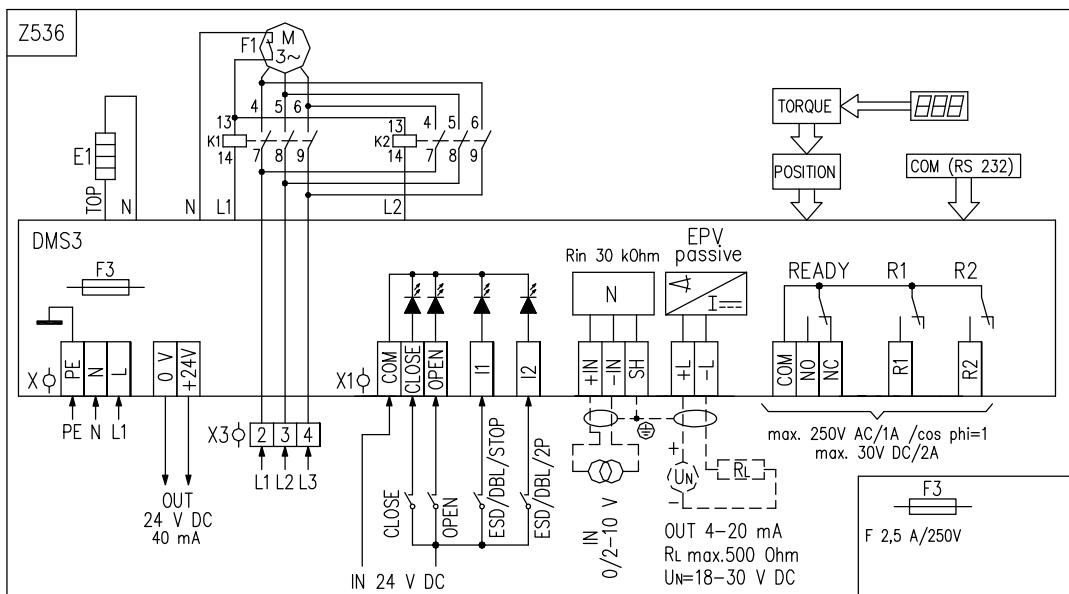 Z536
F1
M
3~
4 5 6
13
K1
14
7 8 9
13
K2
14
4 5 6
7 8 9
E1
TOP
N
N
L1
L2
TORQUE
POSITION
COM (RS 232)
DMS3
F3
Rin 30 kOhm
N
EPV
passive
I
READY
R1
R2
X
PE
N
L
0 V
+24V
X1
COM
CLOSE
OPEN
I1
I2
+IN
-IN
SH
+L
-L
COM
NO
NC
R1
R2
PE N L1
OUT
24 V DC
40 mA
X3
2 3 4
L1 L2 L3
CLOSE
OPEN
ESD/DBL/STOP
ESD/DBL/2P
IN 24 V DC
IN
0/2-10 V
+
UN
-
RL
OUT 4-20 mA
RL max.500 Ohm
UN=18-30 V DC
max. 250V AC/1A /cos phi=1
max. 30V DC/2A
F3
F 2,5 A/250V